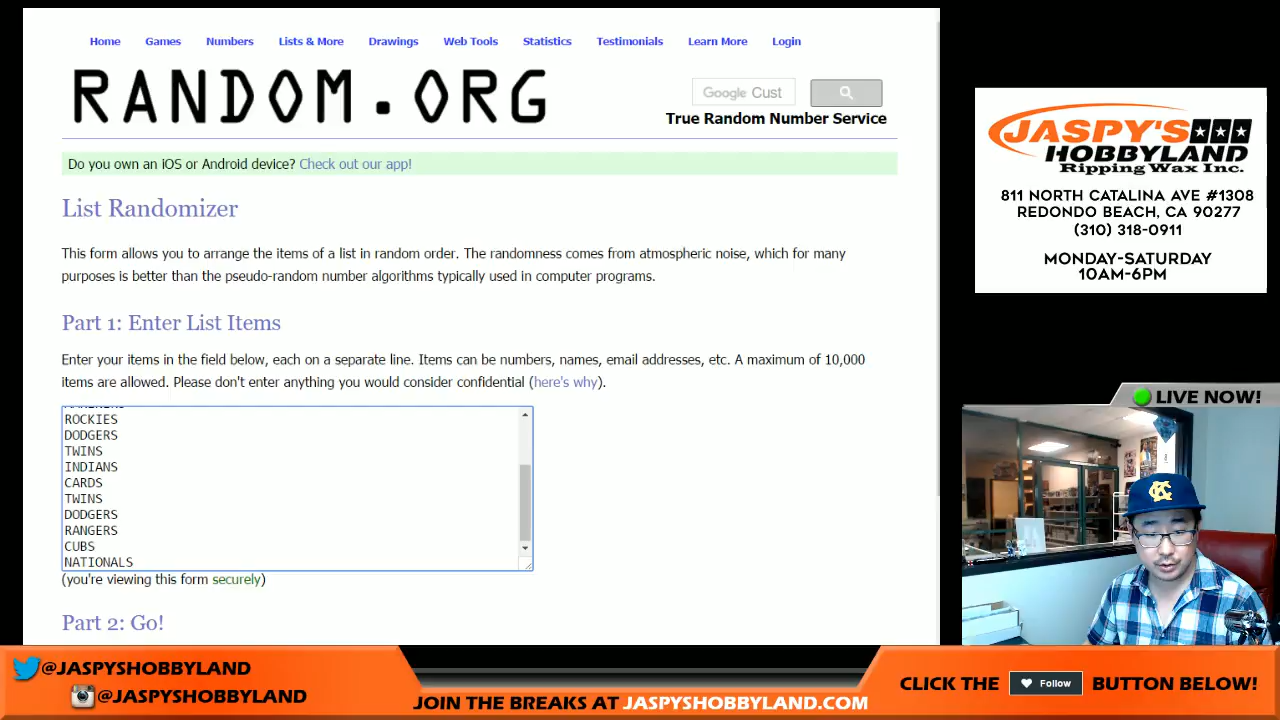 Home Games Numbers Lists & More Drawings Web Tools Statistics Testimonials Learn More Login
RANDOM.ORG
Google Cust
True Random Number Service
Do you own an iOS or Android device? Check out our app!
List Randomizer
This form allows you to arrange the items of a list in random order. The randomness comes from atmospheric noise, which for many
purposes is better than the pseudo-random number algorithms typically used in computer programs.
Part 1: Enter List Items
Enter your items in the field below, each on a separate line. Items can be numbers, names, email addresses, etc. A maximum of 10,000
items are allowed. Please don't enter anything you would consider confidential (here's why).
ROCKIES
DODGERS
TWINS
INDIANS
CARDS
TWINS
DODGERS
RANGERS
CUBS
NATIONALS
(you're viewing this form securely)
Part 2: Go!
JASPY'S
HOBBYLAND
Ripping Wax Inc.
811 NORTH CATALINA AVE #1308
REDONDO BEACH, CA 90277
(310) 318-0911
MONDAY-SATURDAY
10AM-6PM
LIVE NOW!
@JASPYSHOBBYLAND
@JASPYSHOBBYLAND
JOIN THE BREAKS AT JASPYSHOBBYLAND.COM
CLICK THE Follow BUTTON BELOW!